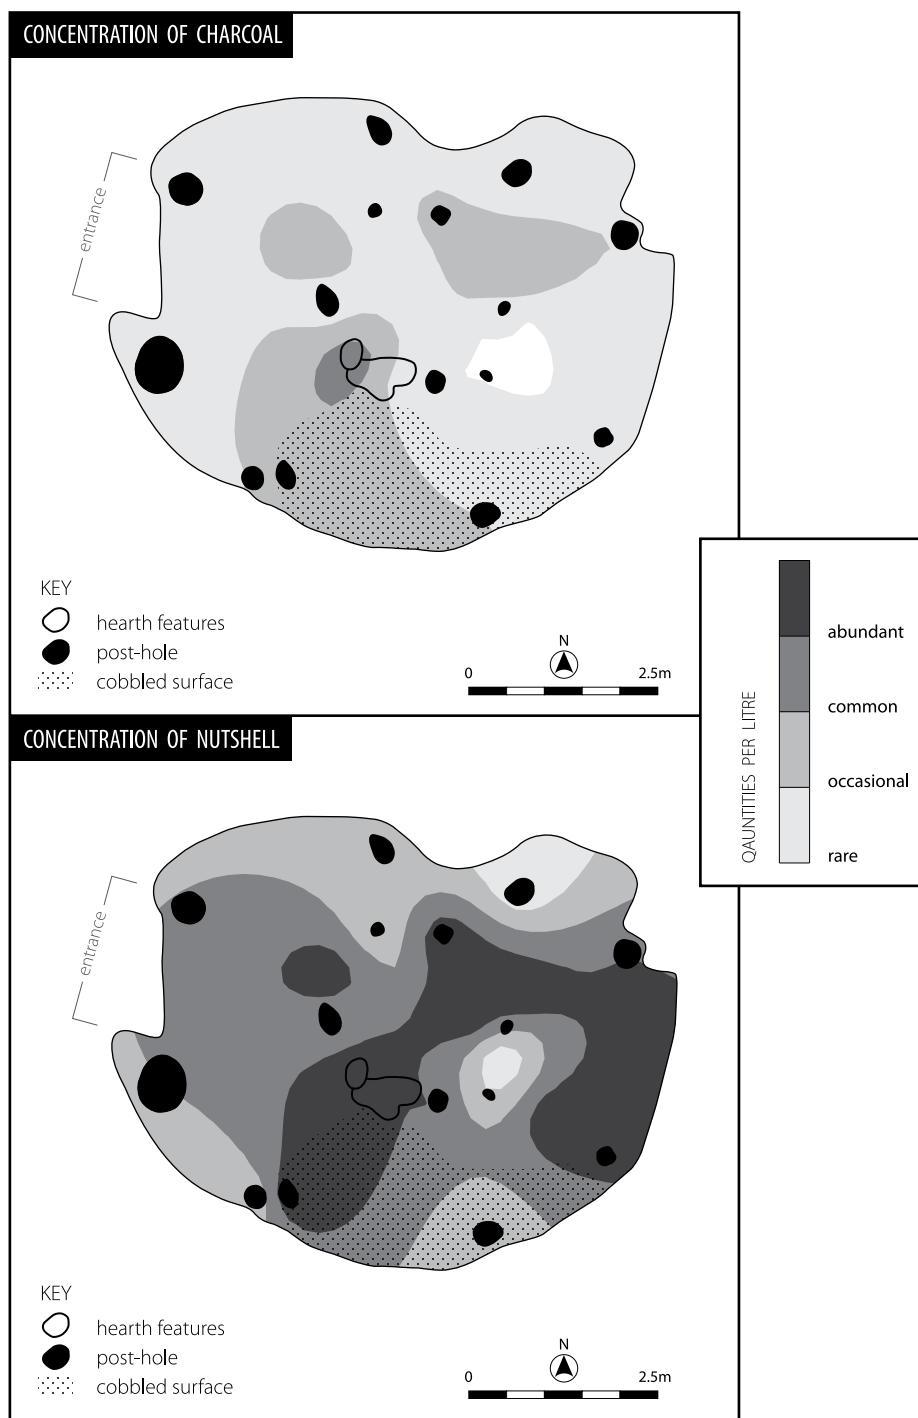 CONCENTRATION OF CHARCOAL
entrance
KEY
hearth features
post-hole
cobbled surface
N
0 2.5m
QAUNTITIES PER LITRE
abundant
common
occasional
rare
CONCENTRATION OF NUTSHELL
entrance
KEY
hearth features
post-hole
cobbled surface
N
0 2.5m